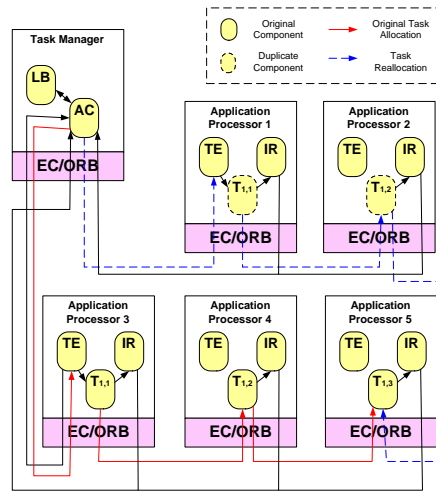 Original Component
Original Task Allocation
Duplicate Component
Task Reallocation
Task Manager
LB
AC
EC/ORB
Application Processor 1
TE
IR
T1,1
EC/ORB
Application Processor 2
TE
IR
T1,2
EC/ORB
Application Processor 3
TE
IR
T1,1
EC/ORB
Application Processor 4
TE
IR
T1,2
EC/ORB
Application Processor 5
TE
IR
T1,3
EC/ORB